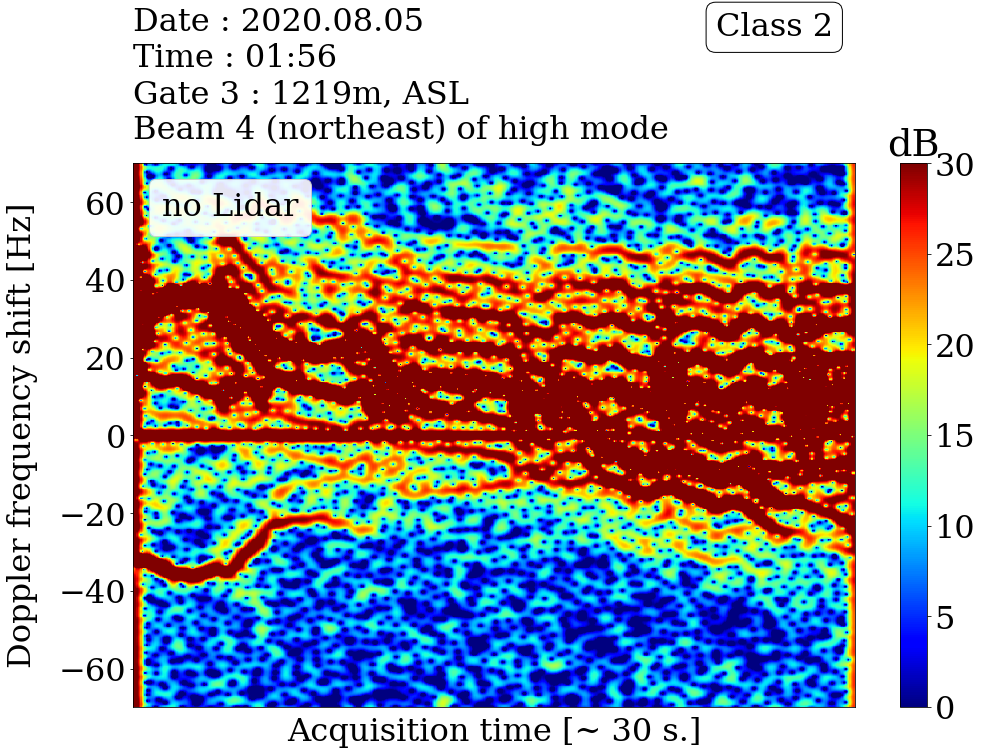 Date : 2020.08.05
Time : 01:56
Gate 3 : 1219m, ASL
Beam 4 (northeast) of high mode
Class 2
dB
no Lidar
Doppler frequency shift [Hz]
60
40
20
0
−20
−40
−60
30
25
20
15
10
5
0
Acquisition time [~ 30 s.]